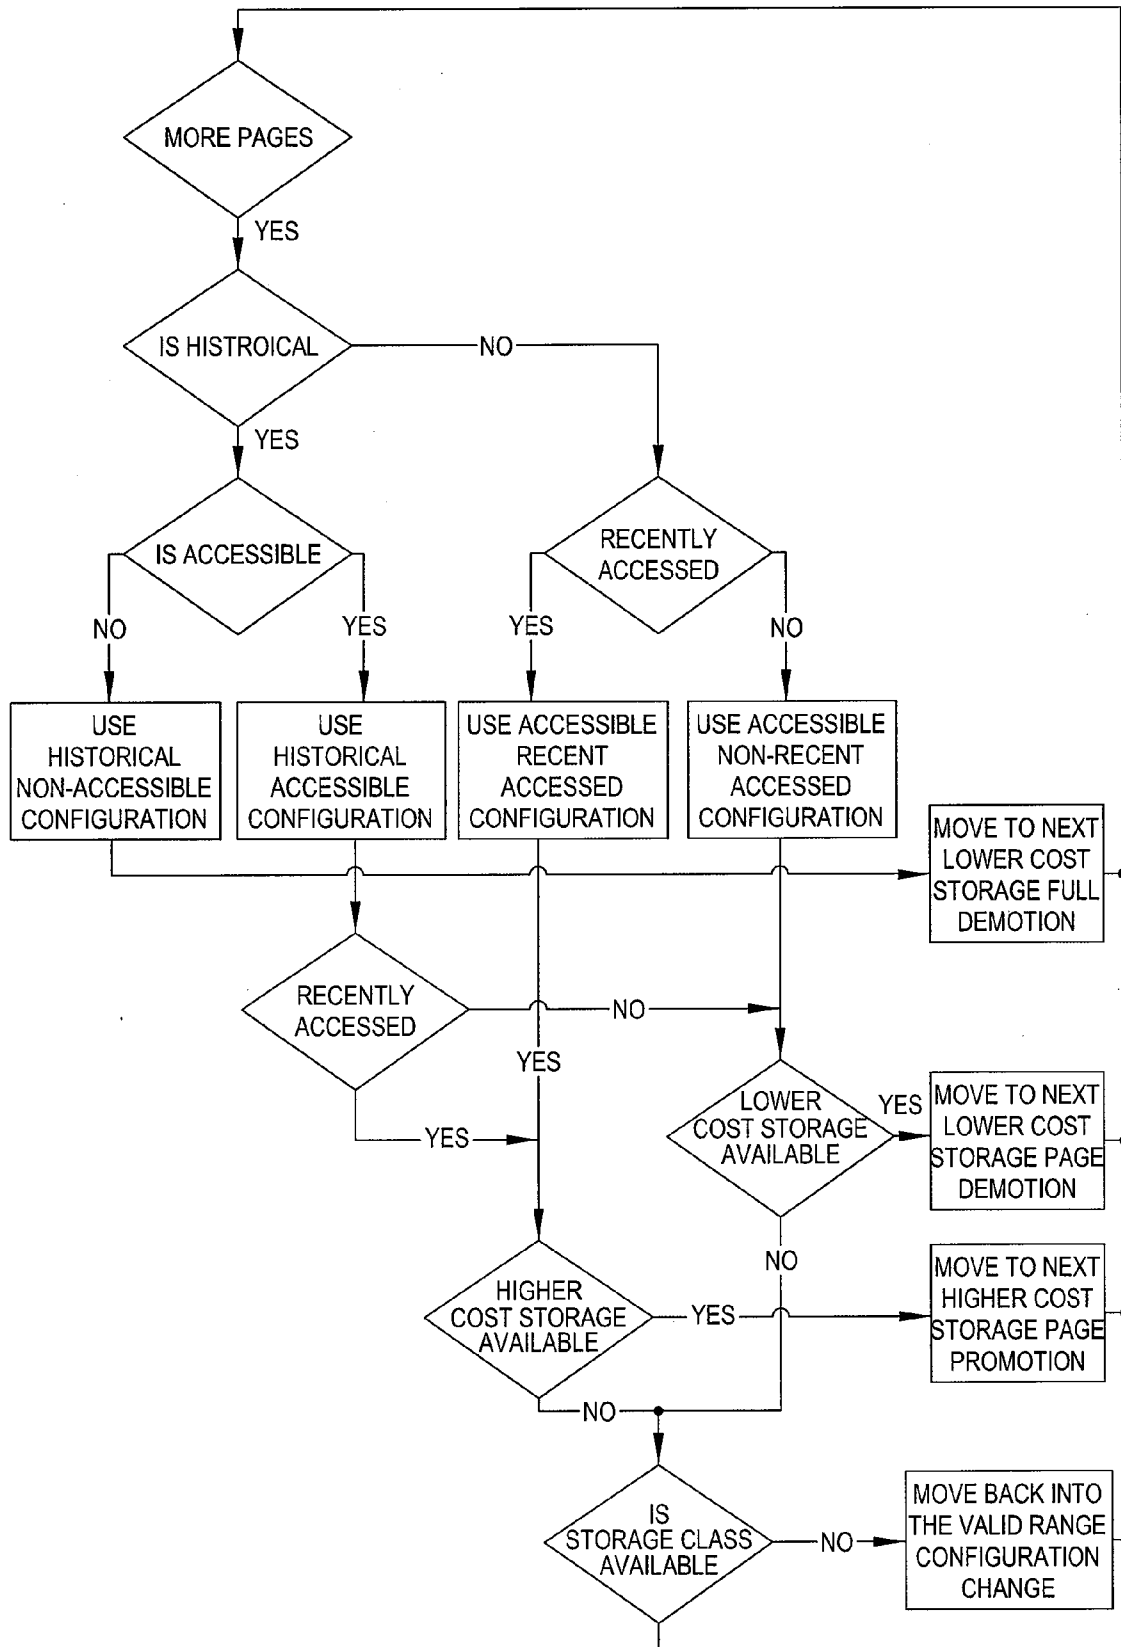 MORE PAGES
YES
IS HISTROICAL
NO
YES
IS ACCESSIBLE
RECENTLY
ACCESSED
NO
YES
YES
NO
USE
HISTORICAL
NON-ACCESSIBLE
CONFIGURATION
USE
HISTORICAL
ACCESSIBLE
CONFIGURATION
USE ACCESSIBLE
RECENT
ACCESSED
CONFIGURATION
USE ACCESSIBLE
NON-RECENT
ACCESSED
CONFIGURATION
MOVE TO NEXT
LOWER COST
STORAGE FULL
DEMOTION
RECENTLY
ACCESSED
NO
YES
YES
LOWER
COST STORAGE
AVAILABLE
YES
MOVE TO NEXT
LOWER COST
STORAGE PAGE
DEMOTION
NO
HIGHER
COST STORAGE
AVAILABLE
YES
MOVE TO NEXT
HIGHER COST
STORAGE PAGE
PROMOTION
NO
IS
STORAGE CLASS
AVAILABLE
NO
MOVE BACK INTO
THE VALID RANGE
CONFIGURATION
CHANGE